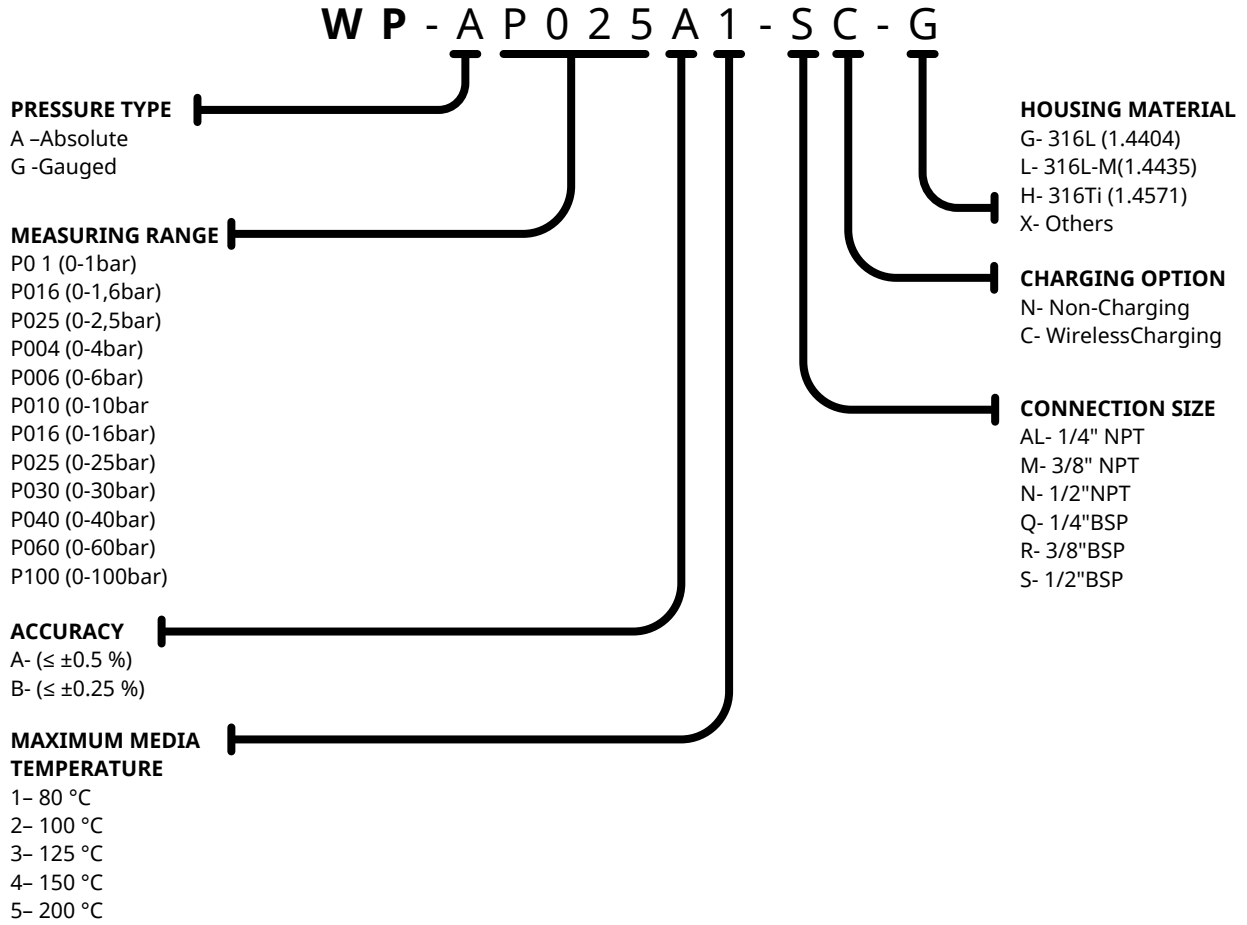 WP-AP025A1-SC-G
PRESSURE TYPE
A –Absolute
G -Gauged
MEASURING RANGE
P0 1 (0-1bar)
P016 (0-1,6bar)
P025 (0-2,5bar)
P004 (0-4bar)
P006 (0-6bar)
P010 (0-10bar
P016 (0-16bar)
P025 (0-25bar)
P030 (0-30bar)
P040 (0-40bar)
P060 (0-60bar)
P100 (0-100bar)
ACCURACY
A- (≤ ±0.5 %)
B- (≤ ±0.25 %)
MAXIMUM MEDIA
TEMPERATURE
1– 80 °C
2– 100 °C
3– 125 °C
4– 150 °C
5– 200 °C
HOUSING MATERIAL
G- 316L (1.4404)
L- 316L-M(1.4435)
H- 316Ti (1.4571)
X- Others
CHARGING OPTION
N- Non-Charging
C- WirelessCharging
CONNECTION SIZE
AL- 1/4" NPT
M- 3/8" NPT
N- 1/2"NPT
Q- 1/4"BSP
R- 3/8"BSP
S- 1/2"BSP